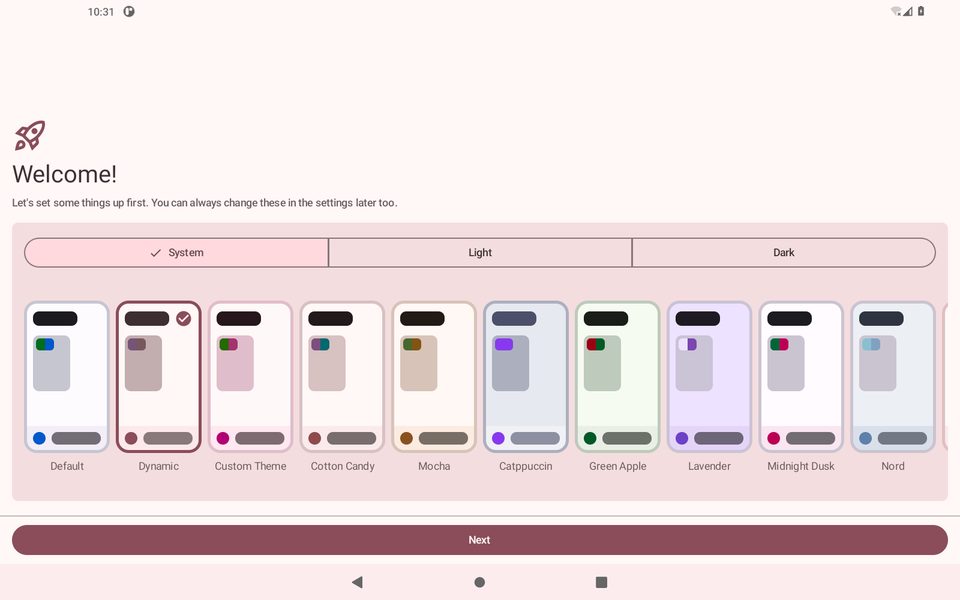 10:31
Welcome!
Let's set some things up first. You can always change these in the settings later too.
System
Light
Dark
Default
Dynamic
Custom Theme
Cotton Candy
Mocha
Catppuccin
Green Apple
Lavender
Midnight Dusk
Nord
Next